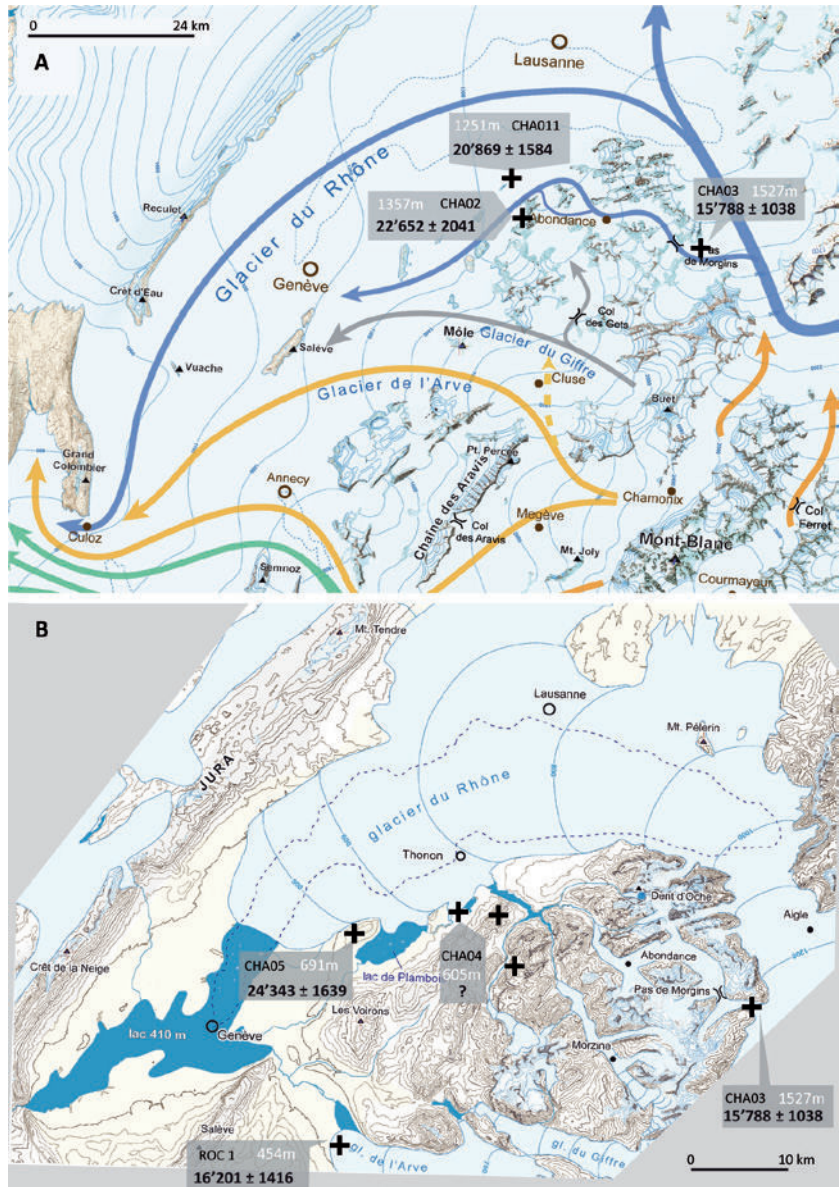 24 km
A
Lausanne
1251m CHA011
20’869 ± 1584
1357m CHA02
22’652 ± 2041
CHA03 1527m
15’788 ± 1038
Abondance
de Morgins
Reculet
Glacier du Rhône
Genève
Crêt d'Eau
Col
des Gets
Môle
Glacier du Giffre
Salève
Vuache
Cluse
Glacier de l'Arve
Buet
Grand
Colombier
Pt. Percée
Annecy
Chaîne des Aravis
Chamonix
Culoz
Megève
Col
des Aravis
Col
Ferret
Mont-Blanc
Mt. Joly
Semnoz
Courmayeur
B
Mt. Tendre
Lausanne
Mt. Pèlerin
JURA
glacier du Rhône
Thonon
Dent d'Oche
Aigle
CHA05 691m
24’343 ± 1639
lac de Plambois
CHA04
605m
?
Abondance
Crêt de la Neige
Pas de Morgins
Les Voirons
lac 410 m
Genève
Morzine
CHA03 1527m
15’788 ± 1038
Salève
ROC 1 454m
16’201 ± 1416
gl. de l'Arve
gl. du Giffre
10 km